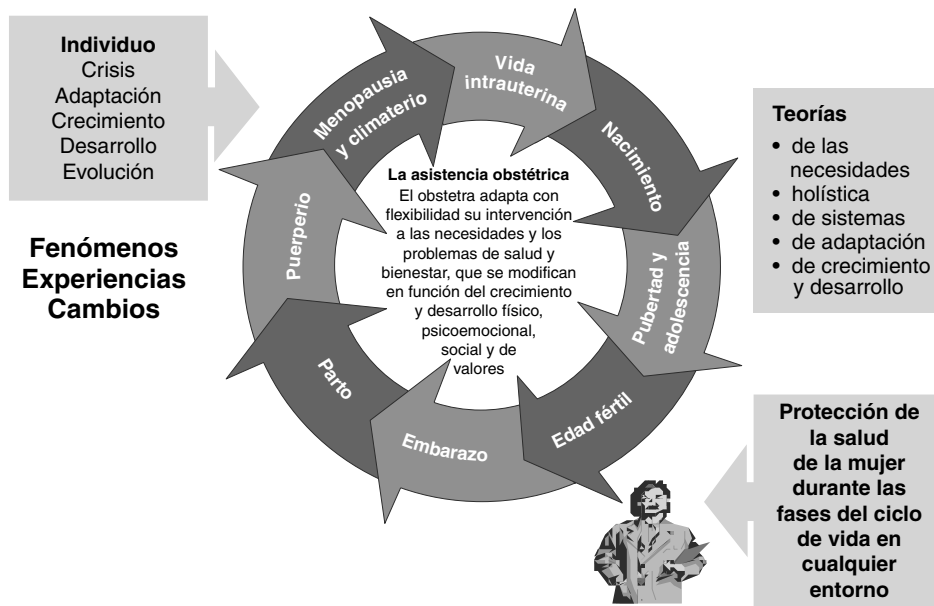 Individuo
Crisis
Adaptación
Crecimiento
Desarrollo
Evolución
Fenómenos
Experiencias
Cambios
Vida
intrauterina
Nacimiento
Pubertad y
adolescencia
Edad fértil
Embarazo
Parto
Puerperio
Menopausia
y climaterio
La asistencia obstétrica
El obstetra adapta con
flexibilidad su intervención
a las necesidades y los
problemas de salud y
bienestar, que se modifican
en función del crecimiento
y desarrollo físico,
psicoemocional,
social y de
valores
Teorías
• de las
necesidades
• holística
• de sistemas
• de adaptación
• de crecimiento
y desarrollo
Protección de
la salud
de la mujer
durante las
fases del ciclo
de vida en
cualquier
entorno